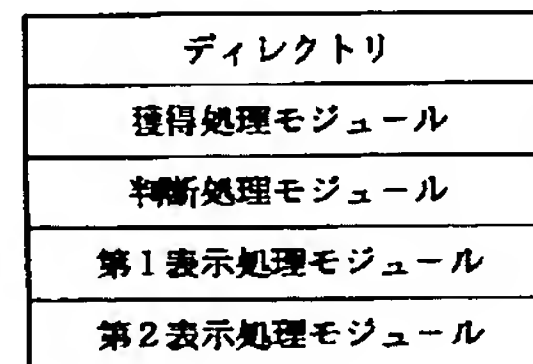 ディレクトリ
獲得処理モジュール
判断処理モジュール
第1表示処理モジュール
第2表示処理モジュール